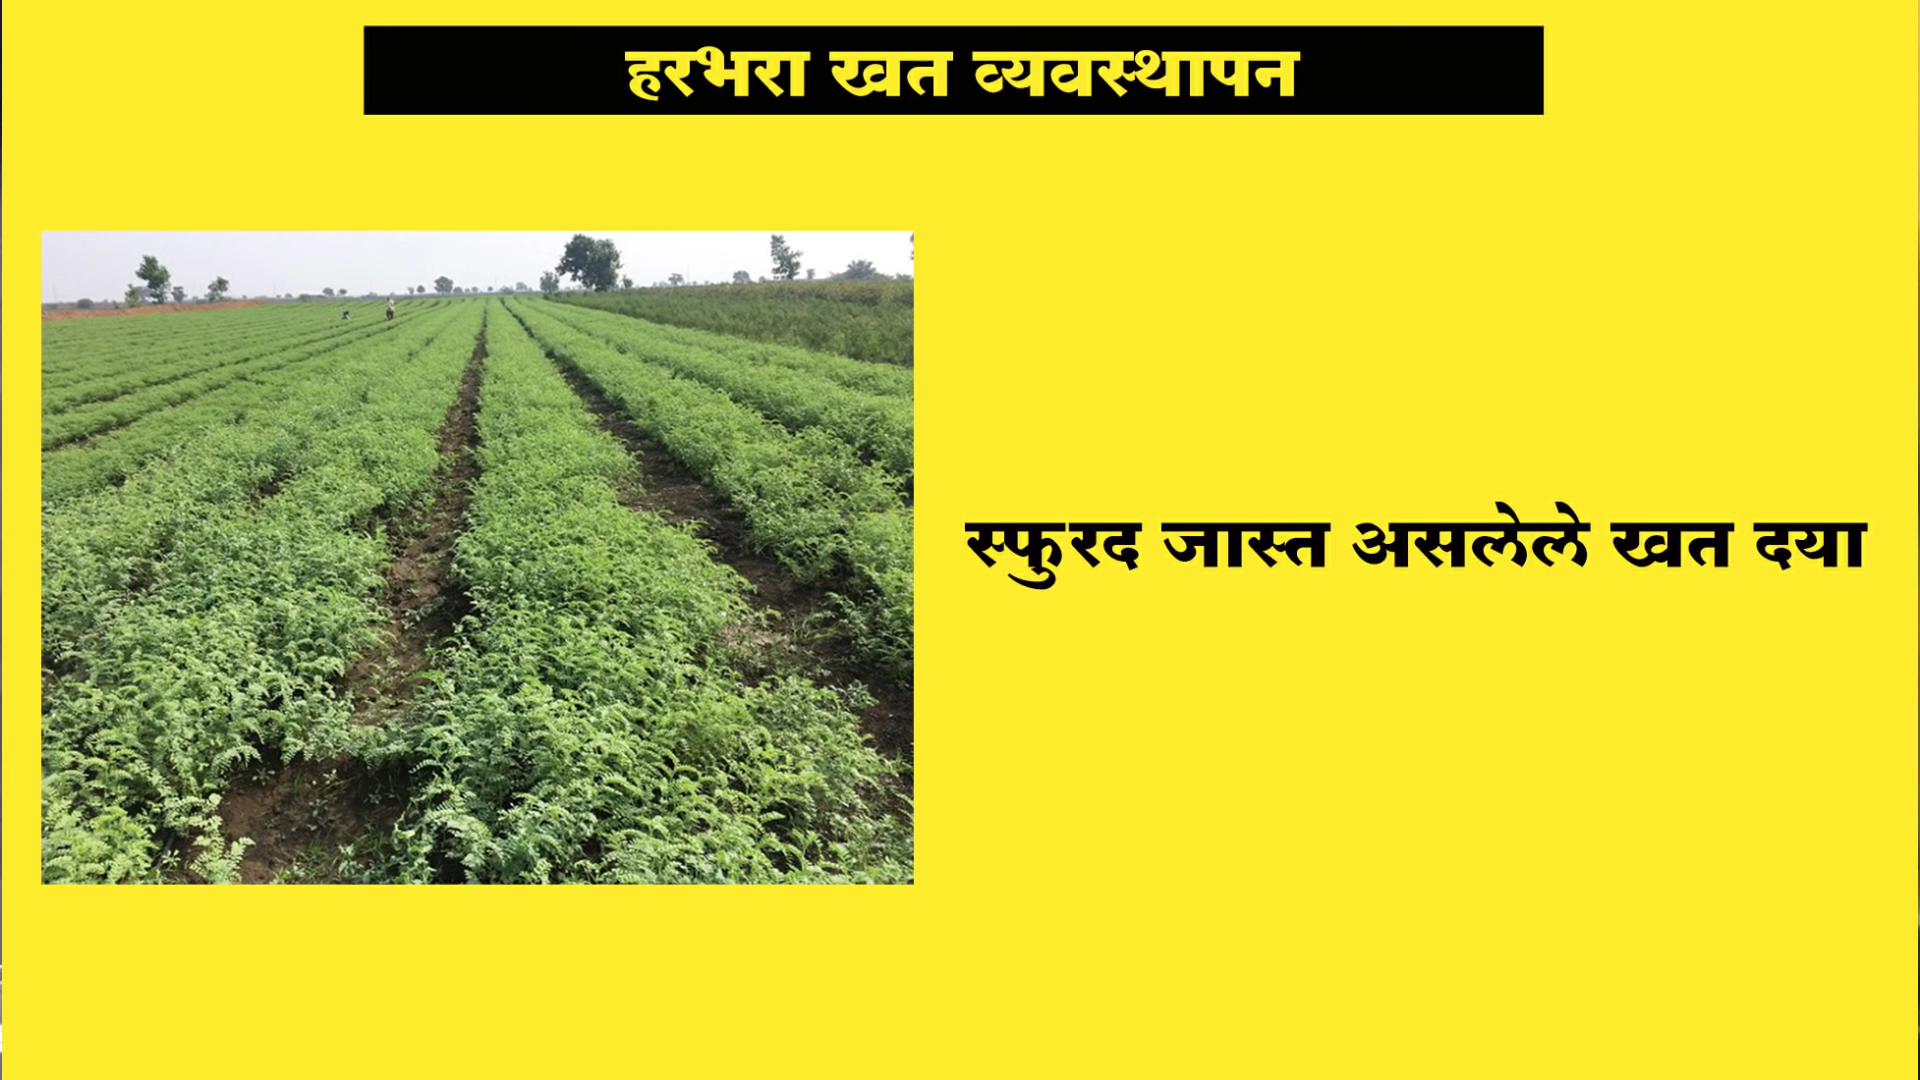 हरभरा खत व्यवस्थापन
स्फुरद जास्त असलेले खत दया